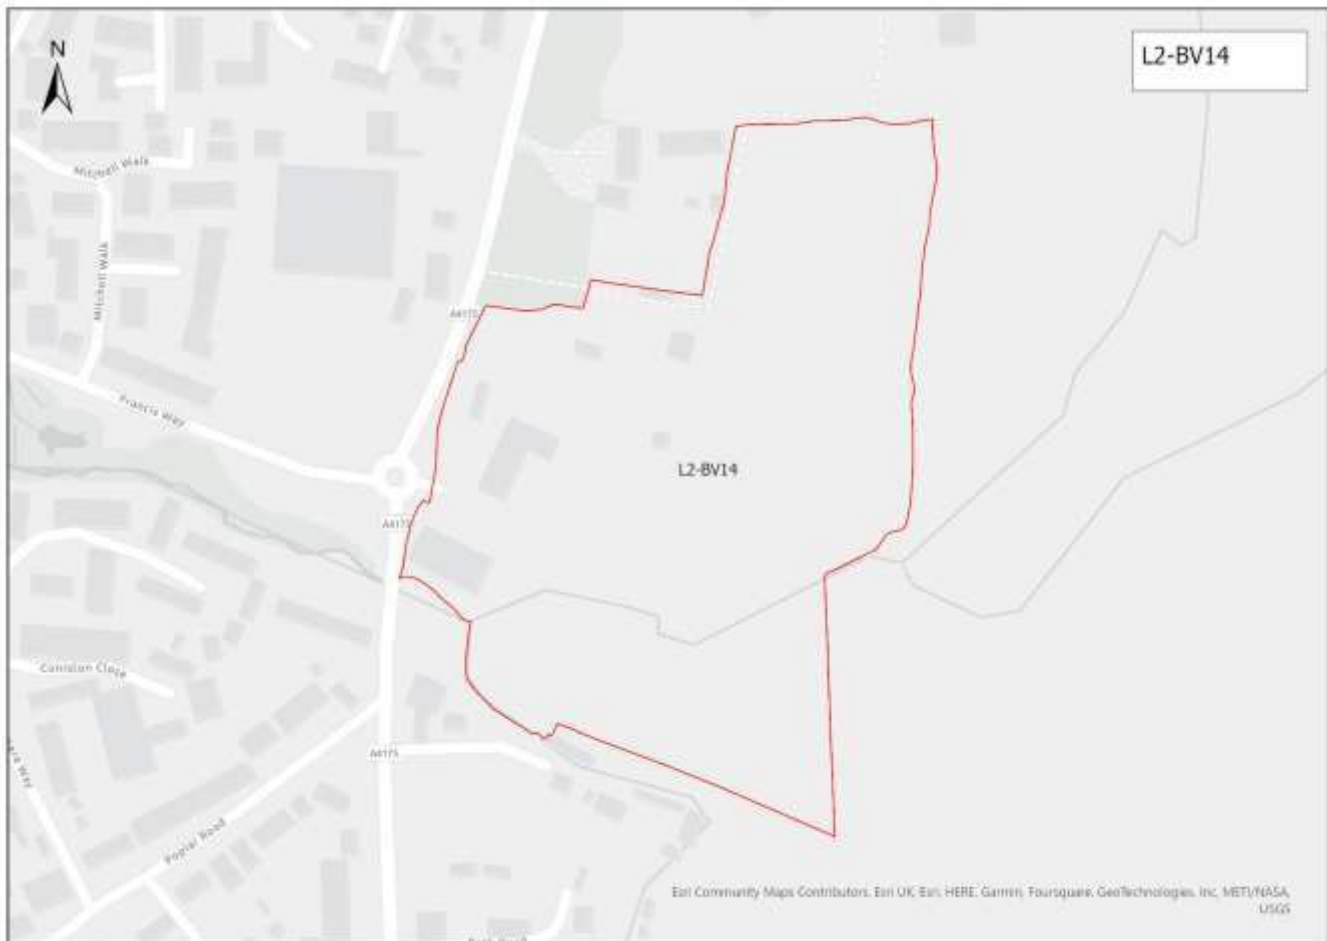 N
L2-BV14
Mitchell Walk
Mitchell Walk
A4175
Francis Way
L2-BV14
A4175
Coniston Close
A4175
Poplar Road
Esri Community Maps Contributors, Esri UK, Esri, HERE, Garmin, Foursquare, GeoTechnologies, Inc, METI/NASA,
USGS